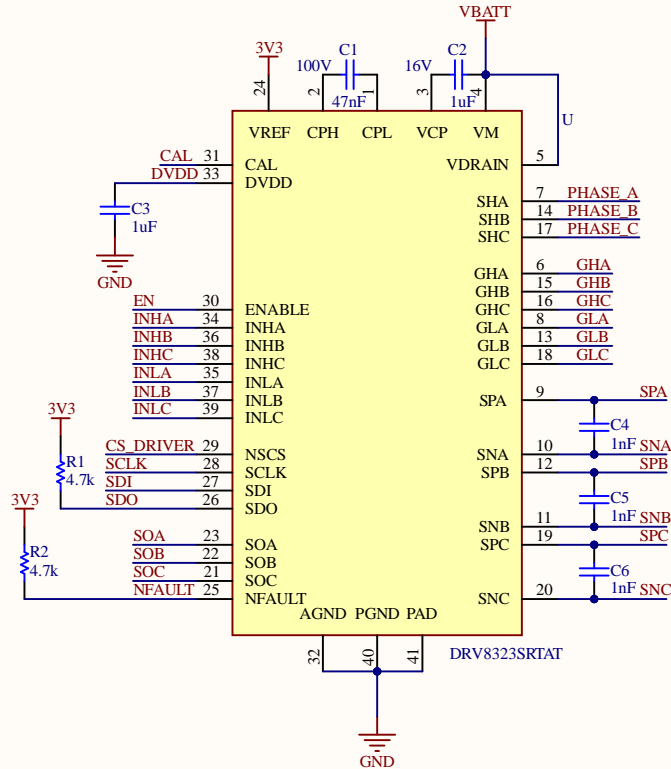 VBATT
3V3
C1
C2
100V
16V
47nF
1uF
24
2
1
3
4
U
VREF
CPH
CPL
VCP
VM
CAL
31
CAL
VDRAIN
5
DVDD
33
DVDD
C3
1uF
GND
SHA
7
PHASE_A
SHB
14
PHASE_B
SHC
17
PHASE_C
GHA
6
GHA
GHB
15
GHB
GHC
16
GHC
GLA
8
GLA
GLB
13
GLB
GLC
18
GLC
EN
30
ENABLE
INHA
34
INHA
INHB
36
INHB
INHC
38
INHC
INLA
35
INLA
INLB
37
INLB
INLC
39
INLC
SPA
9
SPA
C4
1nF
3V3
R1
4.7k
CS_DRIVER
29
NSCS
SCLK
28
SCLK
SDI
27
SDI
SDO
26
SDO
SNA
10
SNA
SPB
12
SPB
C5
1nF
SNB
11
SNB
SPC
19
SPC
C6
1nF
SNC
20
SNC
3V3
R2
4.7k
SOA
23
SOA
SOB
22
SOB
SOC
21
SOC
NFAULT
25
NFAULT
AGND
PGND
PAD
32
40
41
DRV8323SRTAT
GND